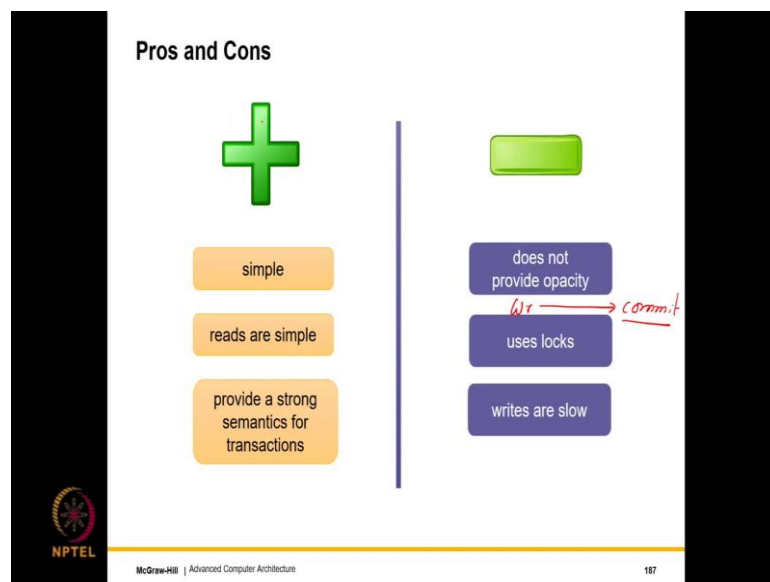 Pros and Cons
simple
reads are simple
provide a strong
semantics for
transactions
does not
provide opacity
Wr → commit
uses locks
writes are slow
NPTEL
McGraw-Hill | Advanced Computer Architecture
187